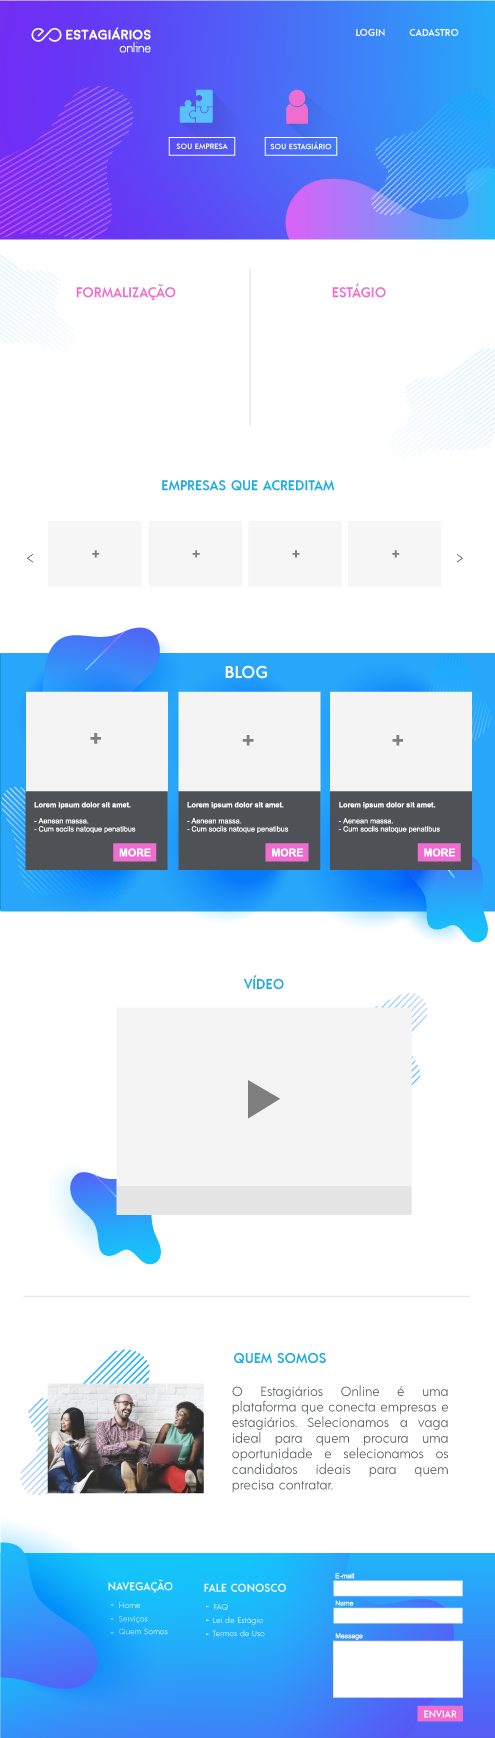 ESTAGIÁRIOS
online
LOGIN
CADASTRO
SOU EMPRESA
SOU ESTAGIÁRIO
FORMALIZAÇÃO
ESTÁGIO
EMPRESAS QUE ACREDITAM
<
+
+
+
+
>
BLOG
+
+
+
Lorem ipsum dolor sit amet.
- Aenean massa.
- Cum sociis natoque penatibus
MORE
Lorem ipsum dolor sit amet.
- Aenean massa.
- Cum sociis natoque penatibus
MORE
Lorem ipsum dolor sit amet.
- Aenean massa.
- Cum sociis natoque penatibus
MORE
VÍDEO
QUEM SOMOS
O Estagiários Online é uma
plataforma que conecta empresas e
estagiários. Selecionamos a vaga
ideal para quem procura uma
oportunidade e selecionamos os
candidatos ideais para quem
precisa contratar.
NAVEGAÇÃO
- Home
- Serviços
- Quem Somos
FALE CONOSCO
- FAQ
- Lei de Estágio
- Termos de Uso
E-mail
Name
Message
ENVIAR